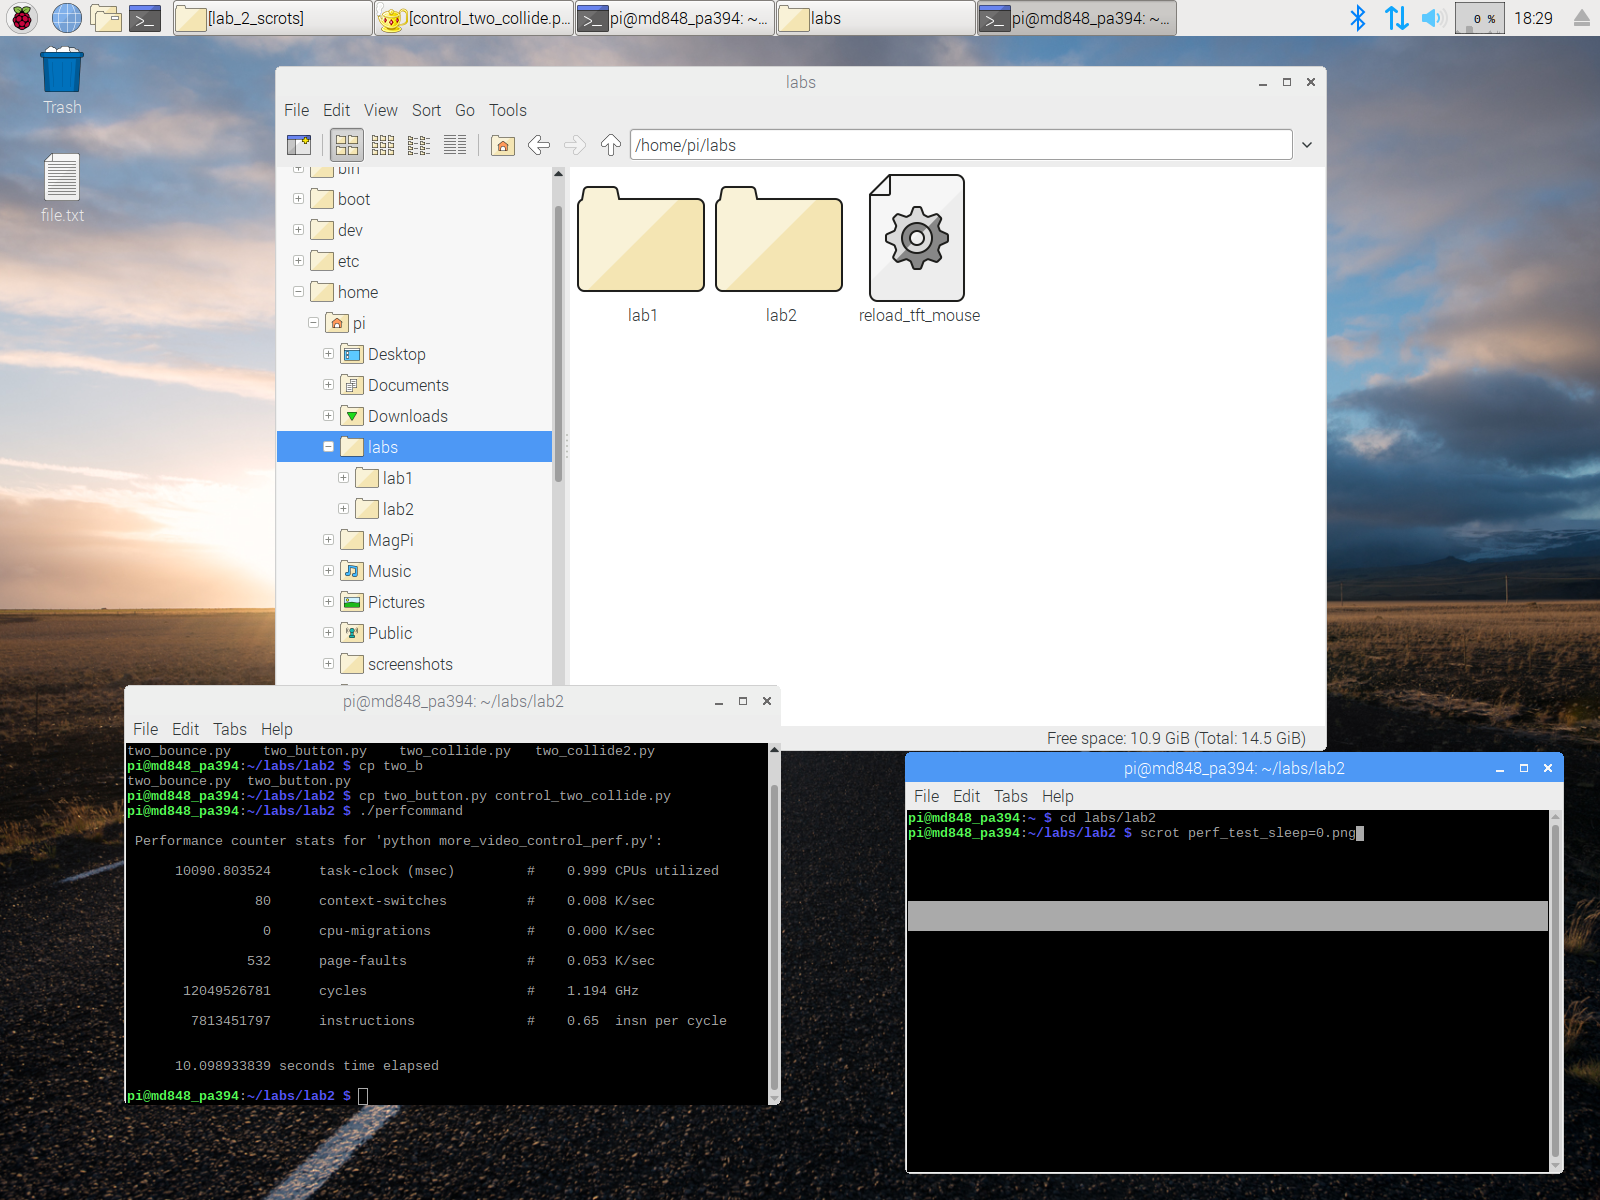 [lab_2_scrots] [control_two_collide.p... pi@md848_pa394: ~... labs pi@md848_pa394: ~... 0 % 18:29
Trash
file.txt
labs
File Edit View Sort Go Tools
/home/pi/labs
bin
boot
dev
etc
home
pi
Desktop
Documents
Downloads
labs
lab1
lab2
MagPi
Music
Pictures
Public
screenshots
lab1 lab2 reload_tft_mouse
Free space: 10.9 GiB (Total: 14.5 GiB)
pi@md848_pa394: ~/labs/lab2
File Edit Tabs Help
two_bounce.py two_button.py two_collide.py two_collide2.py
pi@md848_pa394:~/labs/lab2 $ cp two_b
two_bounce.py two_button.py
pi@md848_pa394:~/labs/lab2 $ cp two_button.py control_two_collide.py
pi@md848_pa394:~/labs/lab2 $ ./perfcommand
Performance counter stats for 'python more_video_control_perf.py':
10090.803524 task-clock (msec) # 0.999 CPUs utilized
80 context-switches # 0.008 K/sec
0 cpu-migrations # 0.000 K/sec
532 page-faults # 0.053 K/sec
12049526781 cycles # 1.194 GHz
7813451797 instructions # 0.65 insn per cycle
10.098933839 seconds time elapsed
pi@md848_pa394:~/labs/lab2 $
pi@md848_pa394: ~/labs/lab2
File Edit Tabs Help
pi@md848_pa394:~ $ cd labs/lab2
pi@md848_pa394:~/labs/lab2 $ scrot perf_test_sleep=0.png